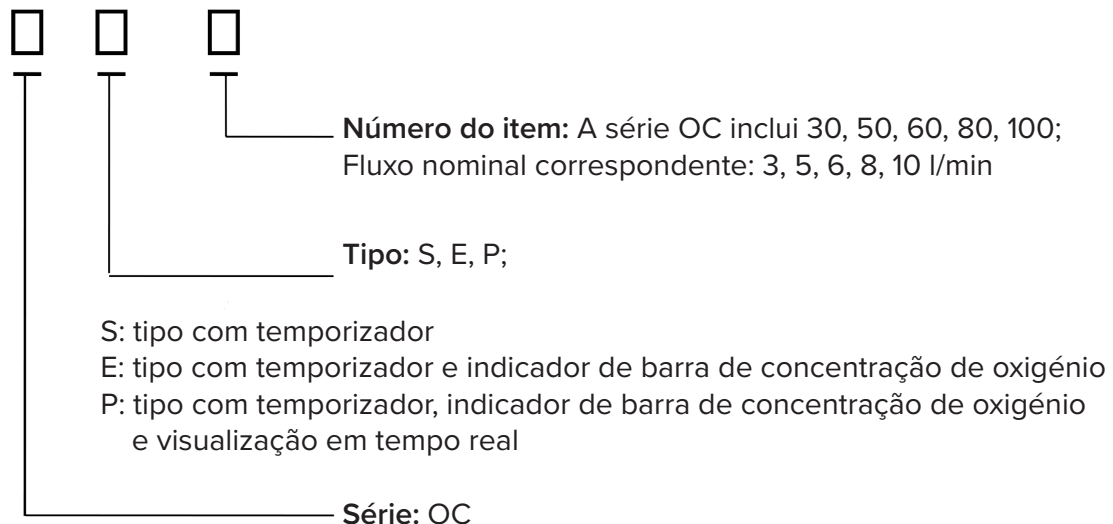 Número do item: A série OC inclui 30, 50, 60, 80, 100;
Fluxo nominal correspondente: 3, 5, 6, 8, 10 l/min
Tipo: S, E, P;
S: tipo com temporizador
E: tipo com temporizador e indicador de barra de concentração de oxigénio
P: tipo com temporizador, indicador de barra de concentração de oxigénio
e visualização em tempo real
Série: OC